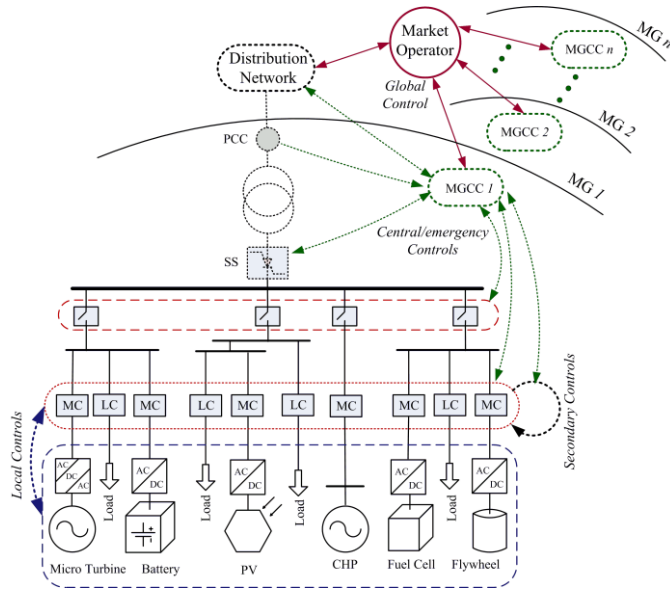 Market
Operator
MGCC n
MG n
Distribution
Network
Global
Control
MGCC 2
MG 2
PCC
MGCC 1
MG 1
Central/emergency
Controls
SS
MC
LC
MC
LC
MC
LC
MC
MC
LC
MC
Local Controls
Secondary Controls
AC
DC
AC
Load
AC
DC
Load
AC
DC
Load
AC
DC
Load
AC
DC
Micro Turbine
Battery
PV
CHP
Fuel Cell
Flywheel